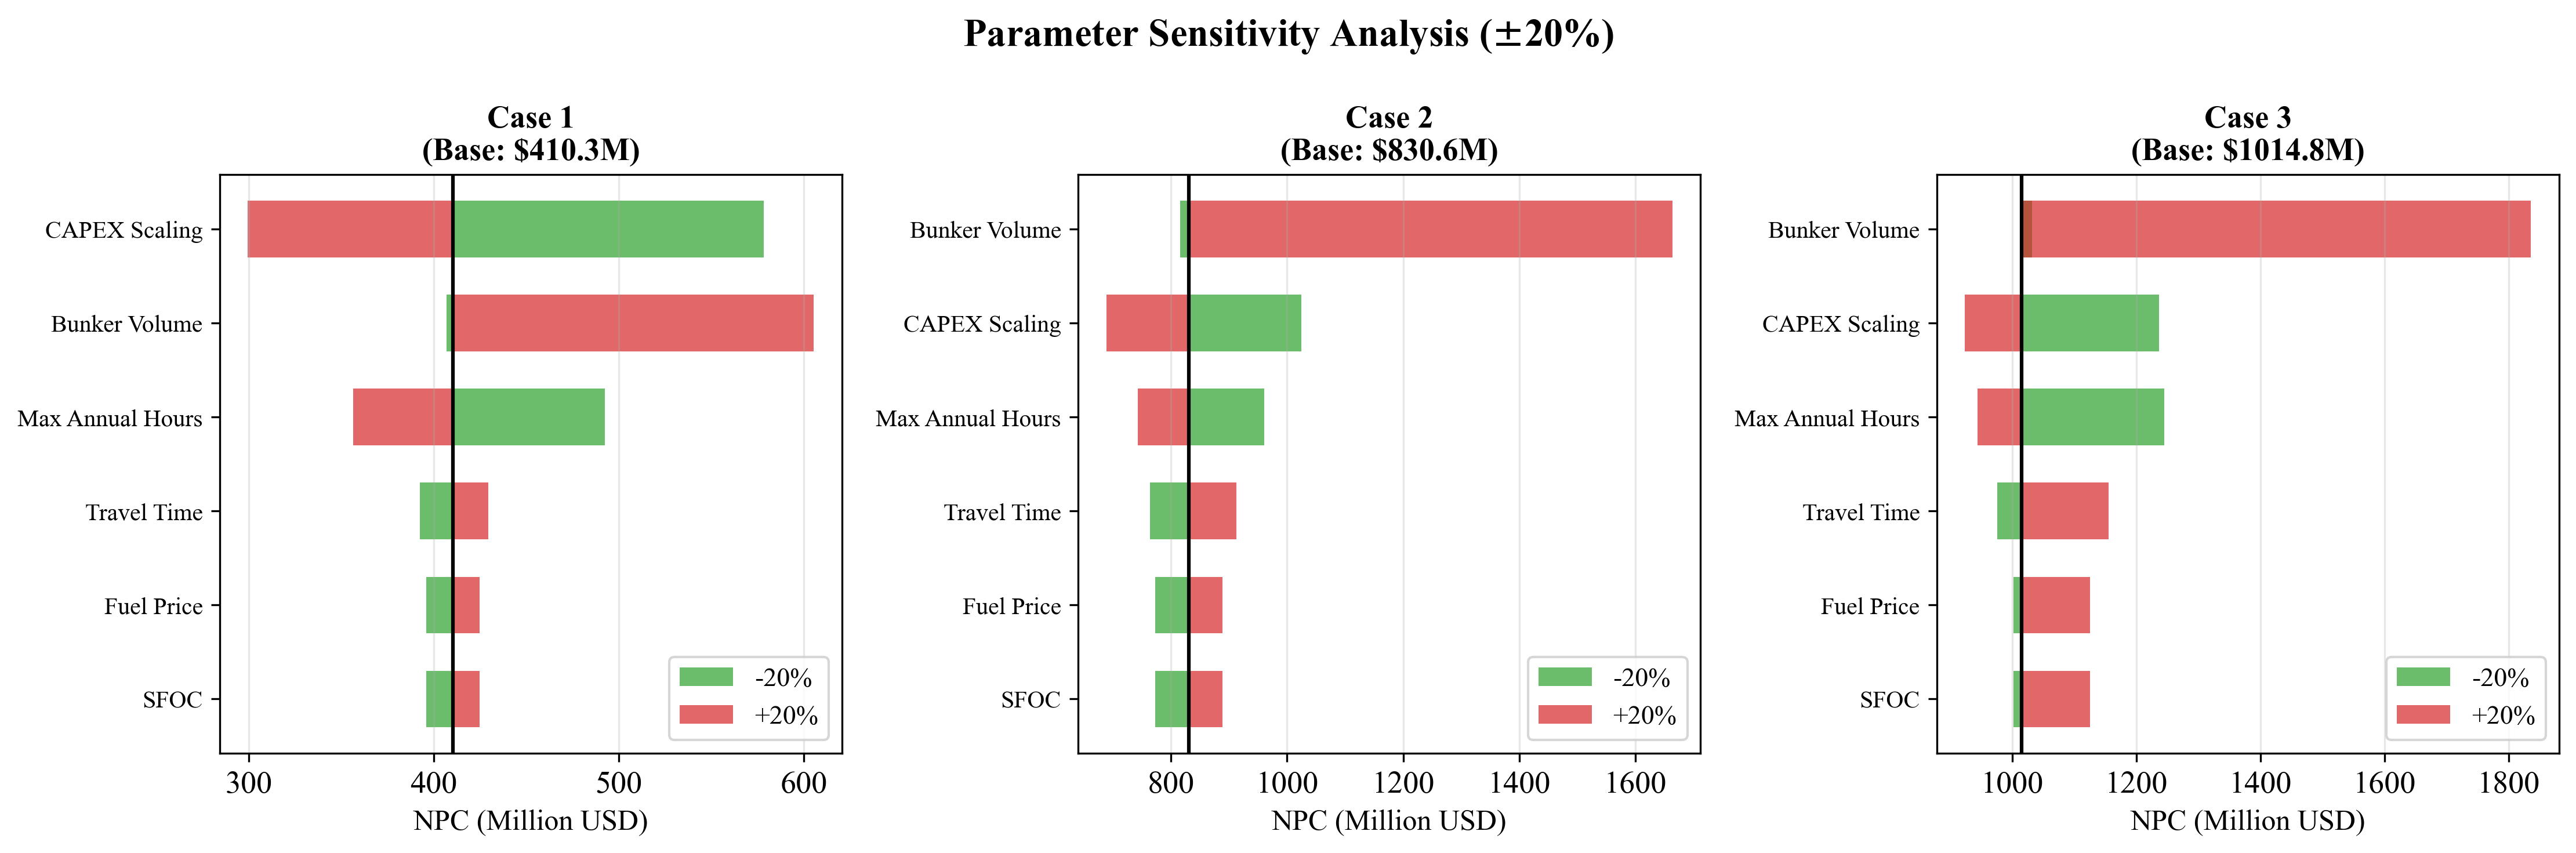 Parameter Sensitivity Analysis (±20%)
Case 1
(Base: $410.3M)
CAPEX Scaling
Bunker Volume
Max Annual Hours
Travel Time
Fuel Price
SFOC
-20%
+20%
300 400 500 600
NPC (Million USD)
Case 2
(Base: $830.6M)
Bunker Volume
CAPEX Scaling
Max Annual Hours
Travel Time
Fuel Price
SFOC
-20%
+20%
800 1000 1200 1400 1600
NPC (Million USD)
Case 3
(Base: $1014.8M)
Bunker Volume
CAPEX Scaling
Max Annual Hours
Travel Time
Fuel Price
SFOC
-20%
+20%
1000 1200 1400 1600 1800
NPC (Million USD)